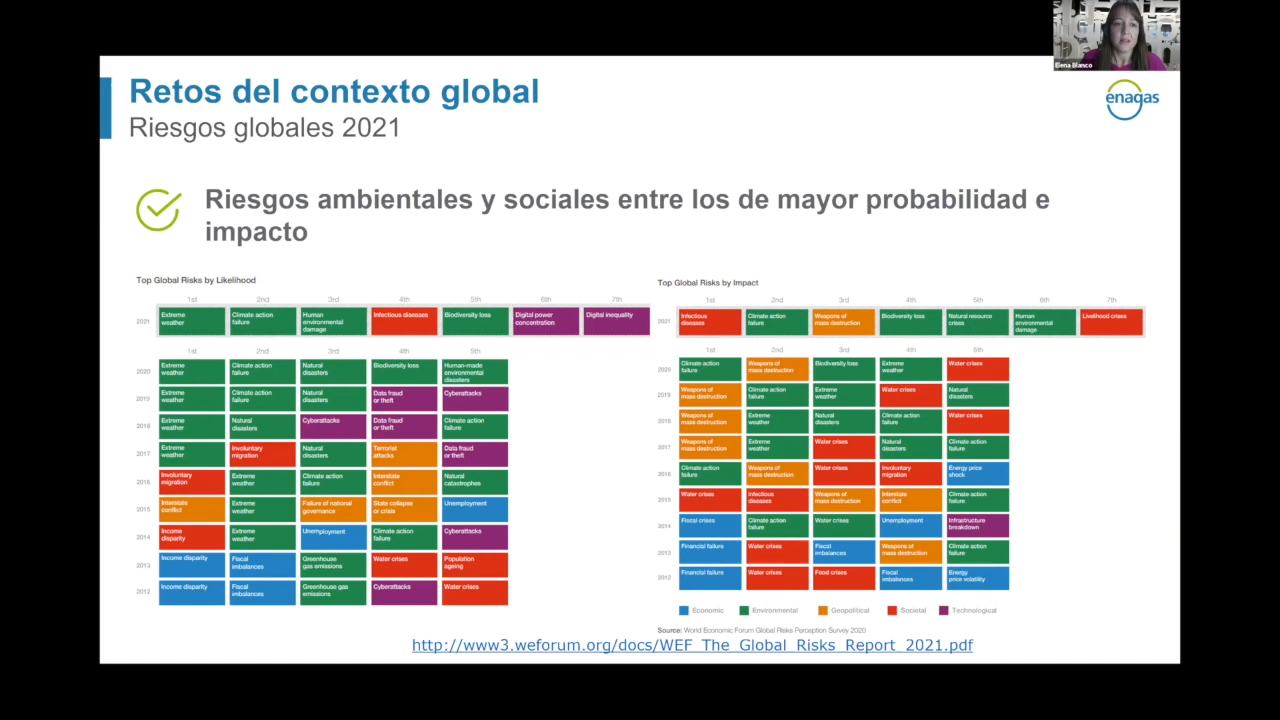 Elena Blanco
Retos del contexto global
enagas
Riesgos globales 2021
Riesgos ambientales y sociales entre los de mayor probabilidad e
impacto
Top Global Risks by Likelihood
1st 2nd 3rd 4th 5th 6th 7th
2021 Extreme weather Climate action failure Human environmental damage Infectious diseases Biodiversity loss Digital power concentration Digital inequality
1st 2nd 3rd 4th 5th
2020 Extreme weather Climate action failure Natural disasters Biodiversity loss Human-made environmental disasters
2019 Extreme weather Climate action failure Natural disasters Data fraud or theft Cyberattacks
2018 Extreme weather Natural disasters Cyberattacks Data fraud or theft Climate action failure
2017 Extreme weather Involuntary migration Natural disasters Terrorist attacks Data fraud or theft
2016 Involuntary migration Extreme weather Climate action failure Interstate conflict Natural catastrophes
2015 Interstate conflict Extreme weather Failure of national governance State collapse or crisis Unemployment
2014 Income disparity Extreme weather Unemployment Climate action failure Cyberattacks
2013 Income disparity Fiscal imbalances Greenhouse gas emissions Water crises Population ageing
2012 Income disparity Fiscal imbalances Greenhouse gas emissions Cyberattacks Water crises
Top Global Risks by Impact
1st 2nd 3rd 4th 5th 6th 7th
2021 Infectious diseases Climate action failure Weapons of mass destruction Biodiversity loss Natural resource crises Human environmental damage Livelihood crises
1st 2nd 3rd 4th 5th
2020 Climate action failure Weapons of mass destruction Biodiversity loss Extreme weather Water crises
2019 Weapons of mass destruction Climate action failure Extreme weather Water crises Natural disasters
2018 Weapons of mass destruction Extreme weather Natural disasters Climate action failure Water crises
2017 Weapons of mass destruction Extreme weather Water crises Natural disasters Climate action failure
2016 Climate action failure Weapons of mass destruction Water crises Involuntary migration Energy price shock
2015 Water crises Infectious diseases Weapons of mass destruction Interstate conflict Climate action failure
2014 Fiscal crises Climate action failure Water crises Unemployment Infrastructure breakdown
2013 Financial failure Water crises Fiscal imbalances Weapons of mass destruction Climate action failure
2012 Financial failure Water crises Food crises Fiscal imbalances Energy price volatility
Economic Environmental Geopolitical Societal Technological
Source: World Economic Forum Global Risks Perception Survey 2020
http://www3.weforum.org/docs/WEF_The_Global_Risks_Report_2021.pdf